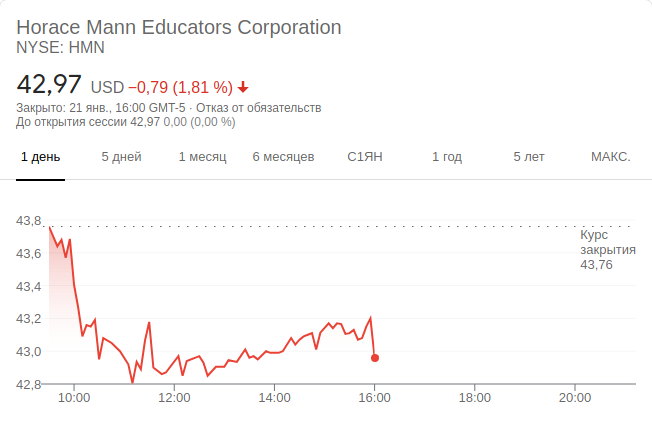 Horace Mann Educators Corporation
NYSE: HMN
42,97 USD −0,79 (1,81 %)
Закрыто: 21 янв., 16:00 GMT-5 · Отказ от обязательств
До открытия сессии 42,97 0,00 (0,00 %)
1 день 5 дней 1 месяц 6 месяцев С1ЯН 1 год 5 лет МАКС.
43,8
Курс
закрытия
43,76
43,6
43,4
43,2
43,0
42,8
10:00 12:00 14:00 16:00 18:00 20:00